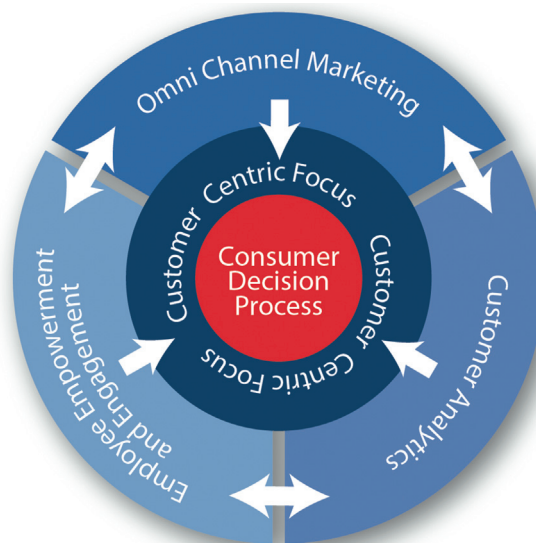 Omni Channel Marketing
Customer Centric Focus
Customer Centric Focus
Consumer
Decision
Process
Employee Empowerment
and Engagement
Customer Analytics